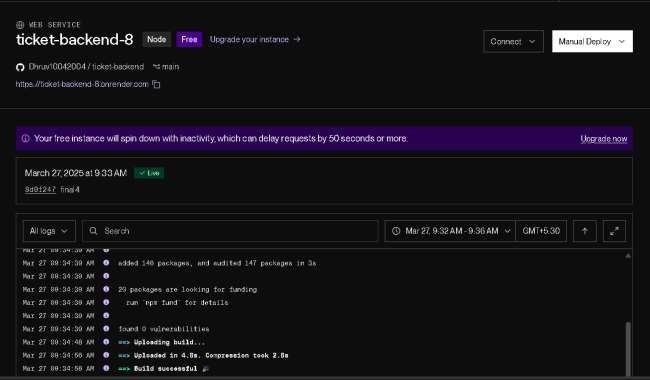 WEB SERVICE
ticket-backend-8 Node Free Upgrade your instance →
Connect Manual Deploy
Dhruv10042004 / ticket-backend main
https://ticket-backend-8.onrender.com
Your free instance will spin down with inactivity, which can delay requests by 50 seconds or more. Upgrade now
March 27, 2025 at 9:33 AM ✓ Live
final4
All logs Search Mar 27, 9:32 AM - 9:36 AM GMT+5:30
Mar 27 09:34:39 AM
Mar 27 09:34:39 AM added 146 packages, and audited 147 packages in 3s
Mar 27 09:34:39 AM
Mar 27 09:34:39 AM 20 packages are looking for funding
Mar 27 09:34:39 AM run `npm fund` for details
Mar 27 09:34:39 AM
Mar 27 09:34:39 AM found 0 vulnerabilities
Mar 27 09:34:48 AM ==> Uploading build...
Mar 27 09:34:56 AM ==> Uploaded in 4.8s. Compression took 2.8s
Mar 27 09:34:56 AM ==> Build successful 🎉